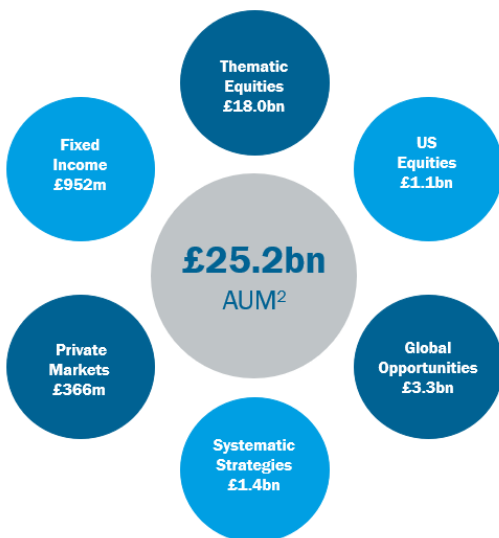 Thematic
Equities
£18.0bn
Fixed
Income
£952m
US
Equities
£1.1bn
£25.2bn
AUM²
Private
Markets
£366m
Global
Opportunities
£3.3bn
Systematic
Strategies
£1.4bn